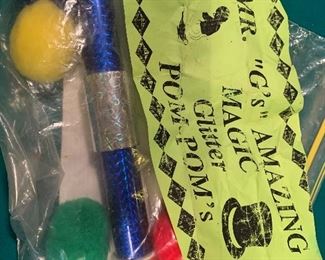 MR. "G's" AMAZING
MAGIC
Glitter
POM-POM's